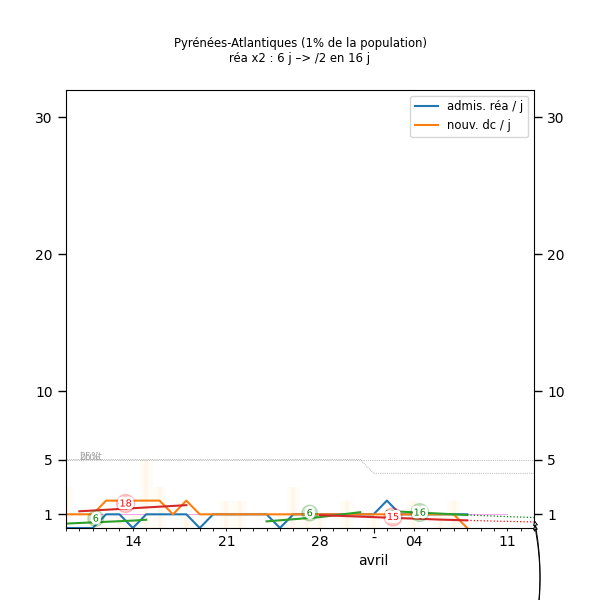 Pyrénées-Atlantiques (1% de la population)
réa x2 : 6 j –> /2 en 16 j
admis. réa / j
nouv. dc / j
30 30
20 20
10 10
5 5
1 1
18
6
6
15
16
14 21 28 - 04 11
avril